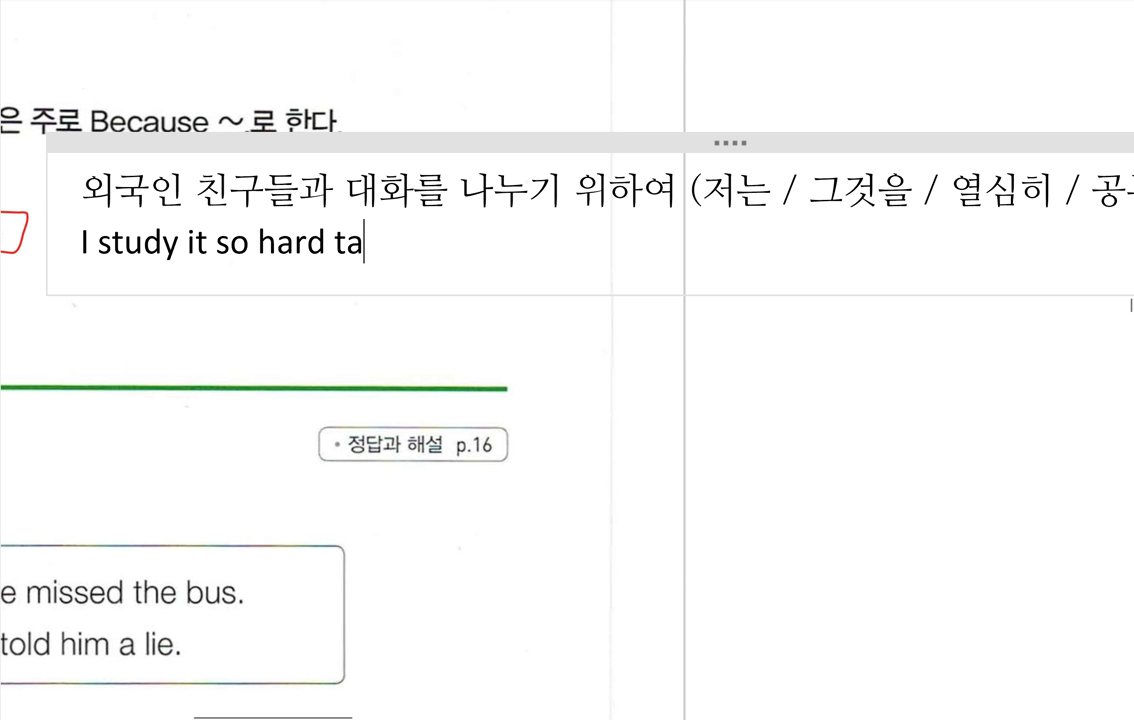 은 주로 Because ~로 한다.
외국인 친구들과 대화를 나누기 위하여 (저는 / 그것을 / 열심히 / 공
I study it so hard ta
• 정답과 해설 p.16
e missed the bus.
told him a lie.